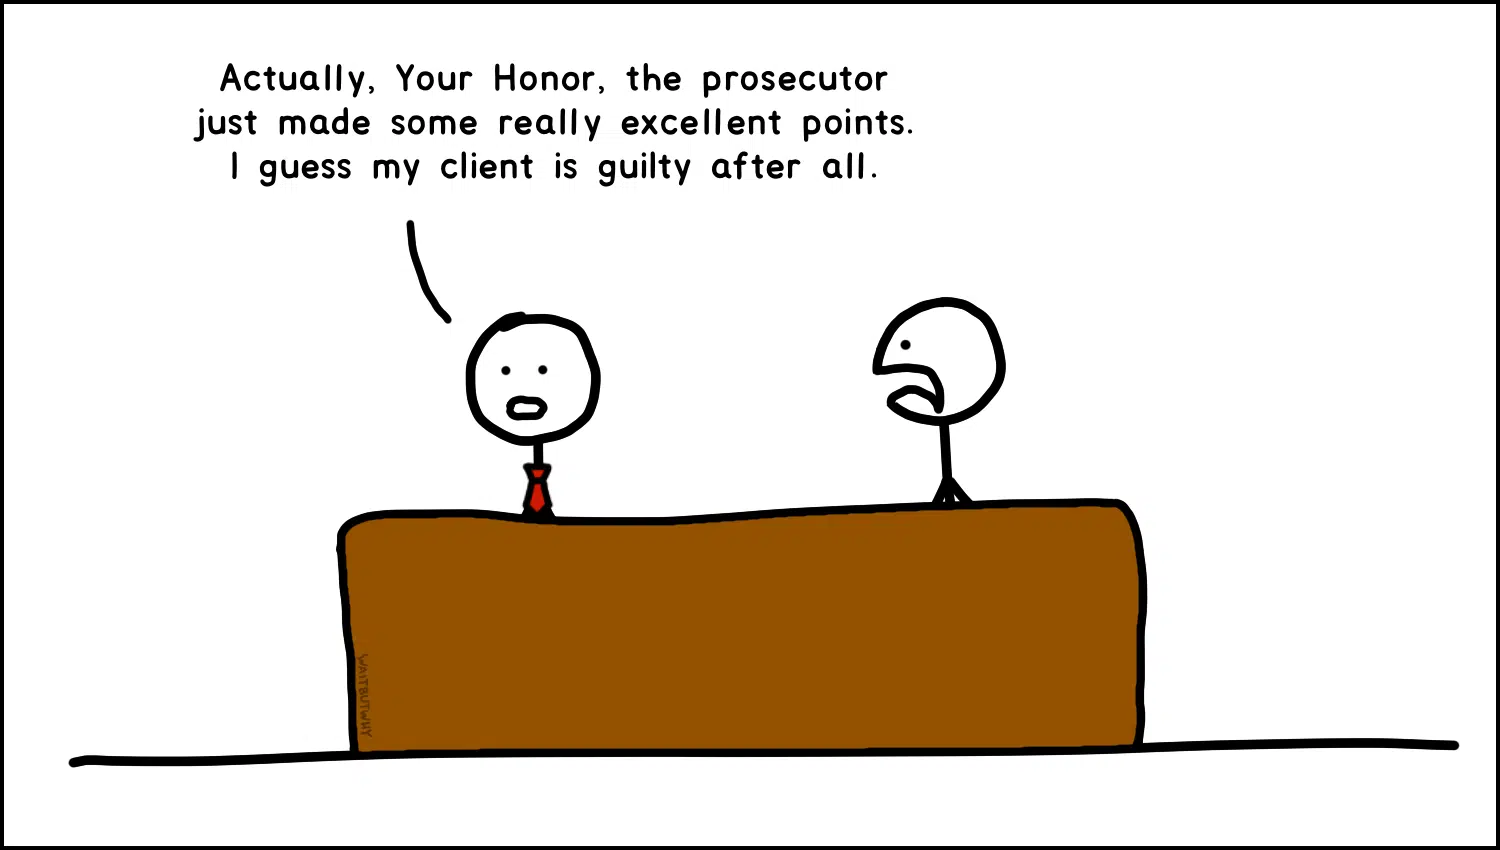 Actually, Your Honor, the prosecutor
just made some really excellent points.
I guess my client is guilty after all.
WAITBUTWHY